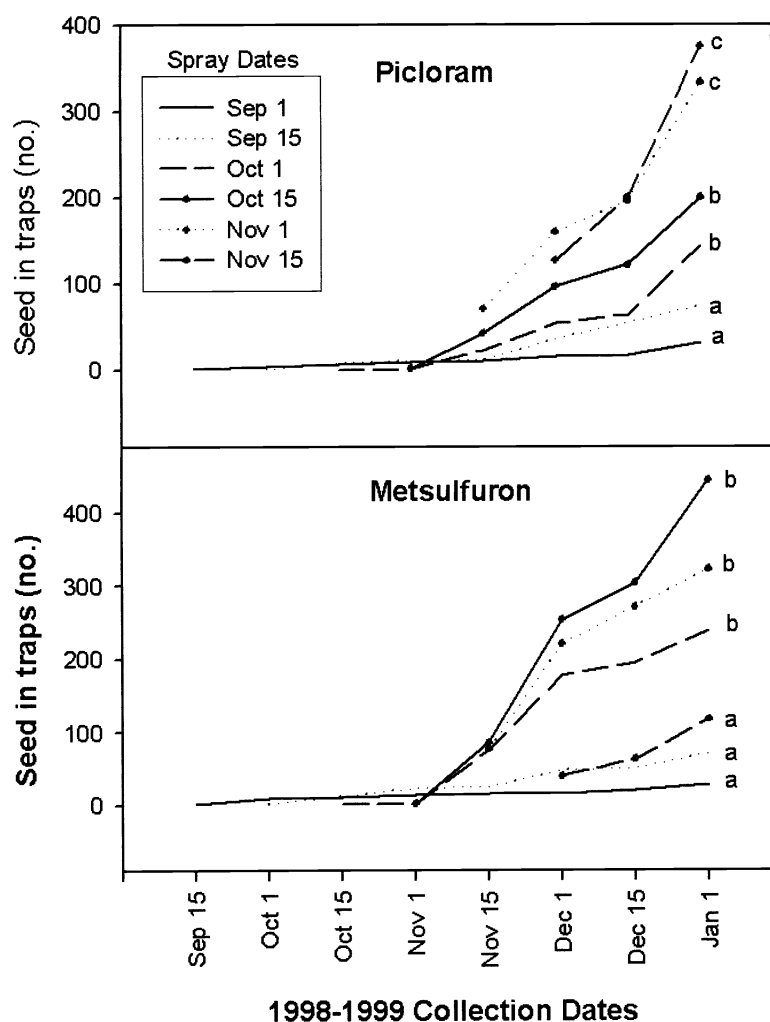 400
300
200
100
0
Seed in traps (no.)
Spray Dates
Sep 1
Sep 15
Oct 1
Oct 15
Nov 1
Nov 15
Picloram
c
c
b
b
a
a
Metsulfuron
400
300
200
100
0
Seed in traps (no.)
b
b
b
a
a
a
Sep 15
Oct 1
Oct 15
Nov 1
Nov 15
Dec 1
Dec 15
Jan 1
1998-1999 Collection Dates